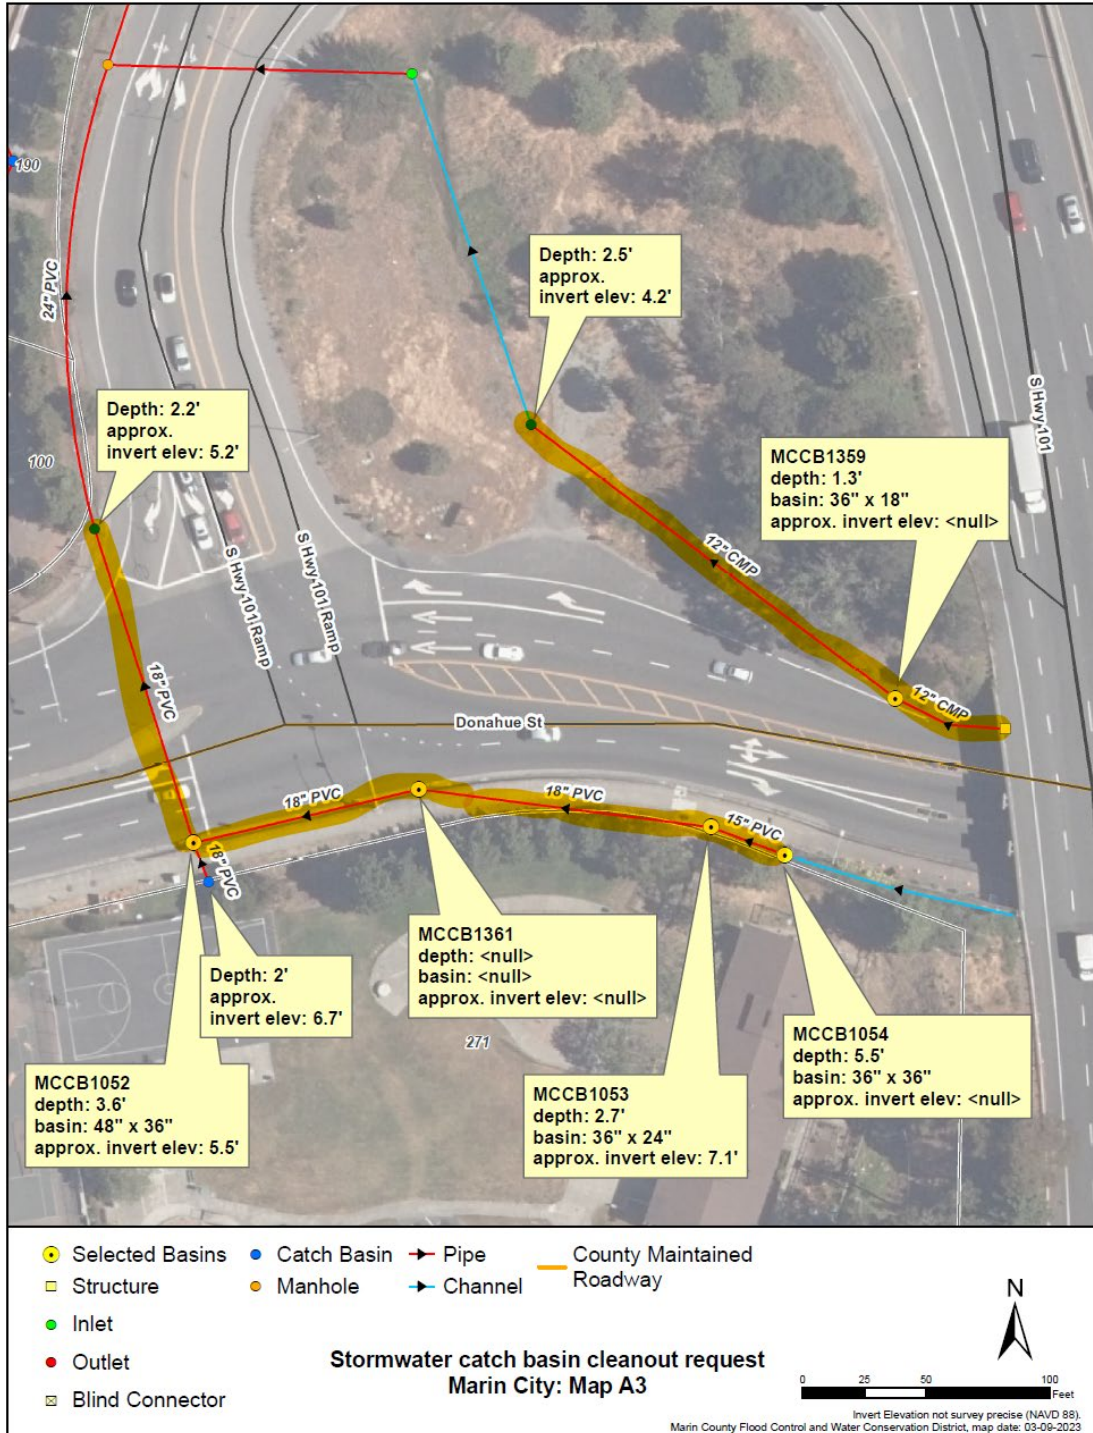 190
24" PVC
Depth: 2.5'
approx.
invert elev: 4.2'
S Hwy 101
Depth: 2.2'
approx.
invert elev: 5.2'
100
MCCB1359
depth: 1.3'
basin: 36" x 18"
approx. invert elev: <null>
12" CMP
S Hwy 101 Ramp
S Hwy 101 Ramp
18" PVC
12" CMP
Donahue St
18" PVC
18" PVC
15" PVC
18" PVC
MCCB1361
depth: <null>
basin: <null>
approx. invert elev: <null>
Depth: 2'
approx.
invert elev: 6.7'
271
MCCB1054
depth: 5.5'
basin: 36" x 36"
approx. invert elev: <null>
MCCB1052
depth: 3.6'
basin: 48" x 36"
approx. invert elev: 5.5'
MCCB1053
depth: 2.7'
basin: 36" x 24"
approx. invert elev: 7.1'
Selected Basins
Structure
Inlet
Outlet
Blind Connector
Catch Basin
Manhole
Pipe
Channel
County Maintained
Roadway
N
Stormwater catch basin cleanout request
Marin City: Map A3
0 25 50 100
Feet
Invert Elevation not survey precise (NAVD 88).
Marin County Flood Control and Water Conservation District, map date: 03-09-2023